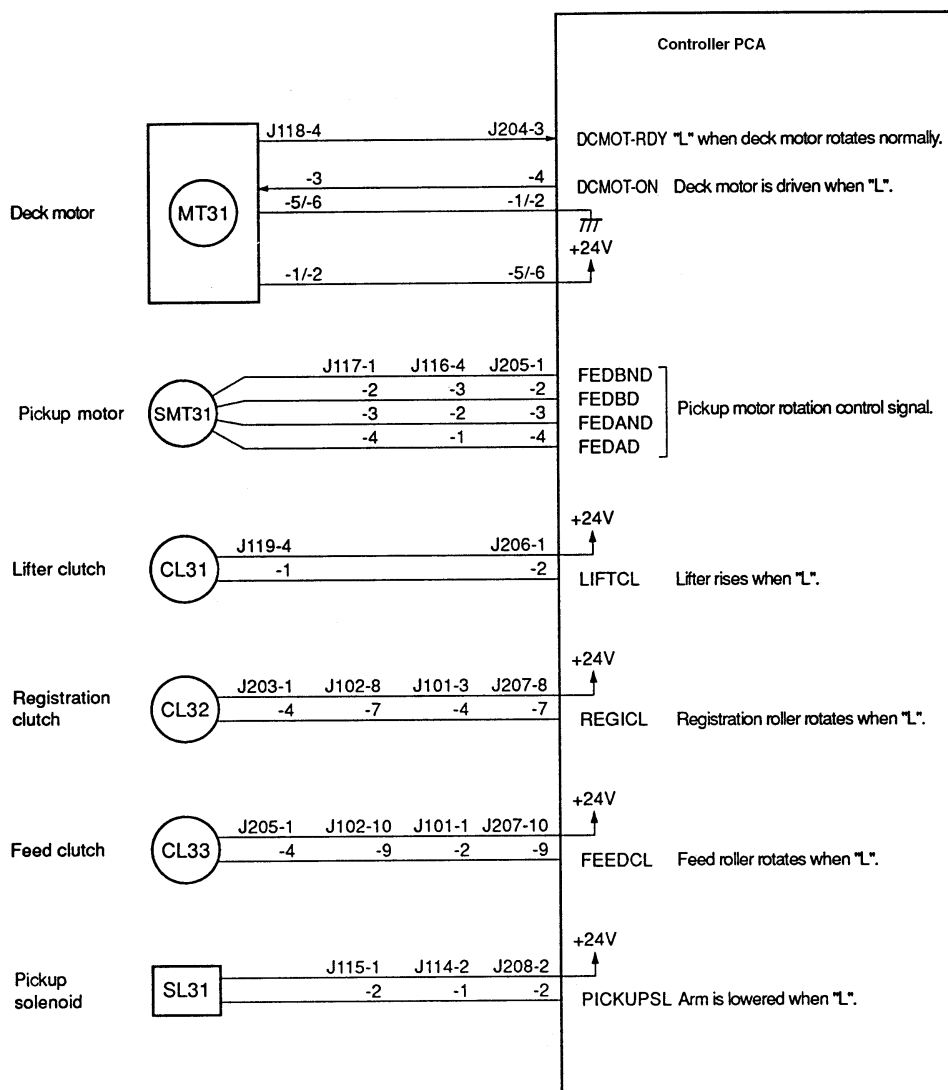 Controller PCA
J118-4 J204-3 DCMOT-RDY "L" when deck motor rotates normally.
-3 -4 DCMOT-ON Deck motor is driven when "L".
Deck motor MT31 -5/-6 -1/-2
+24V
-1/-2 -5/-6
J117-1 J116-4 J205-1 FEDBND
-2 -3 -2 FEDBD
Pickup motor SMT31 -3 -2 -3 FEDAND Pickup motor rotation control signal.
-4 -1 -4 FEDAD
+24V
J119-4 J206-1
Lifter clutch CL31 -1 -2 LIFTCL Lifter rises when "L".
+24V
J203-1 J102-8 J101-3 J207-8
Registration
clutch CL32 -4 -7 -4 -7 REGICL Registration roller rotates when "L".
+24V
J205-1 J102-10 J101-1 J207-10
Feed clutch CL33 -4 -9 -2 -9 FEEDCL Feed roller rotates when "L".
+24V
J115-1 J114-2 J208-2
Pickup
solenoid SL31 -2 -1 -2 PICKUPSL Arm is lowered when "L".